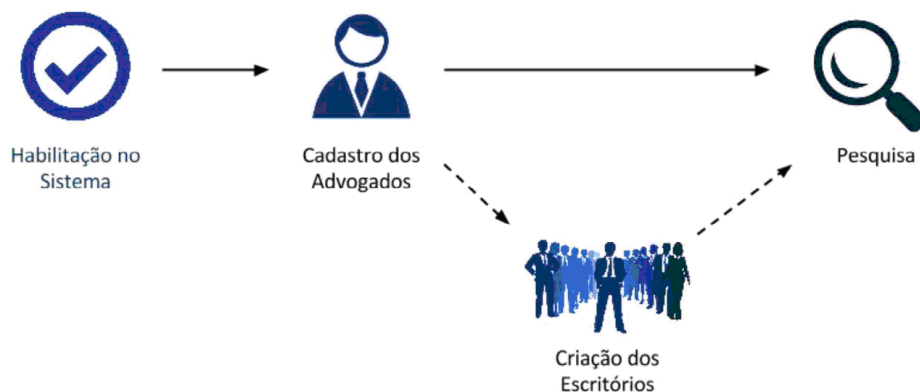 Habilitação no
Sistema
Cadastro dos
Advogados
Pesquisa
Criação dos
Escritórios